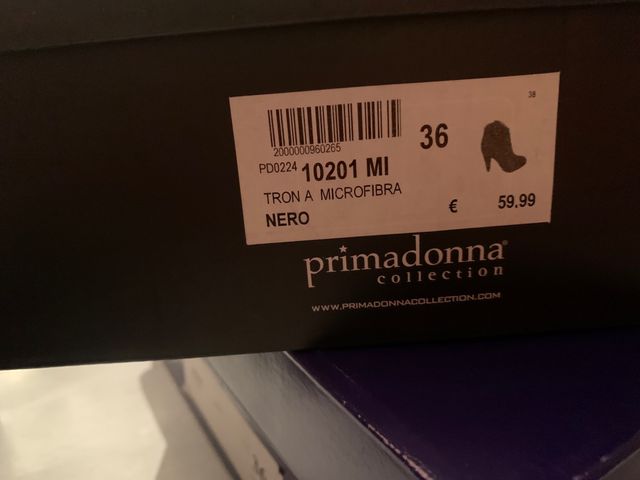 38
2000000960265
36
PD0224 10201 MI
TRON A MICROFIBRA
NERO
€ 59.99
primadonna®
collection
WWW.PRIMADONNACOLLECTION.COM